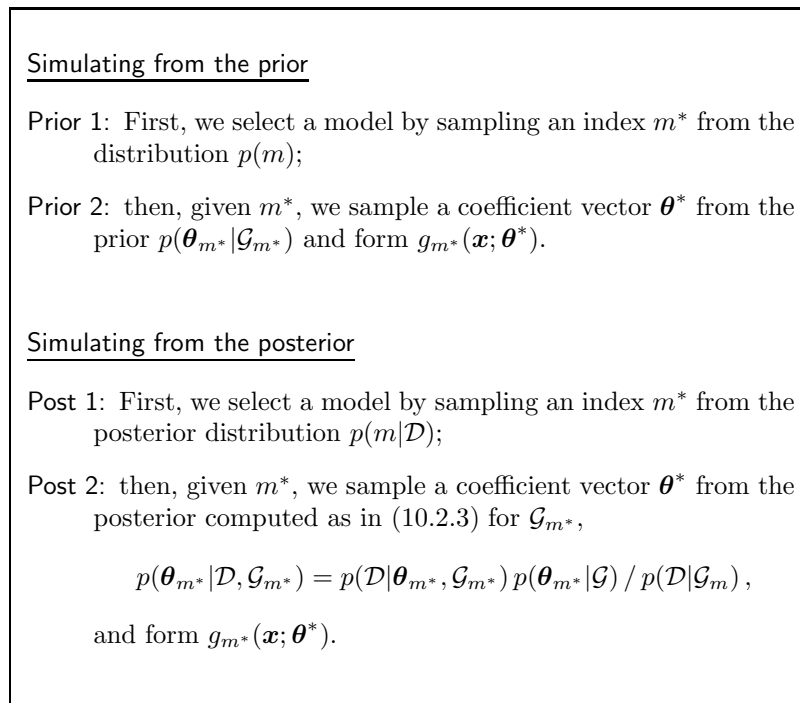 Simulating from the prior
Prior 1: First, we select a model by sampling an index m* from the
distribution p(m);
Prior 2: then, given m*, we sample a coefficient vector θ* from the
prior p(θ_{m*}|𝒢_{m*}) and form g_{m*}(x; θ*).
Simulating from the posterior
Post 1: First, we select a model by sampling an index m* from the
posterior distribution p(m|𝒟);
Post 2: then, given m*, we sample a coefficient vector θ* from the
posterior computed as in (10.2.3) for 𝒢_{m*},
p(θ_{m*}|𝒟, 𝒢_{m*}) = p(𝒟|θ_{m*}, 𝒢_{m*}) p(θ_{m*}|𝒢) / p(𝒟|𝒢_m) ,
and form g_{m*}(x; θ*).